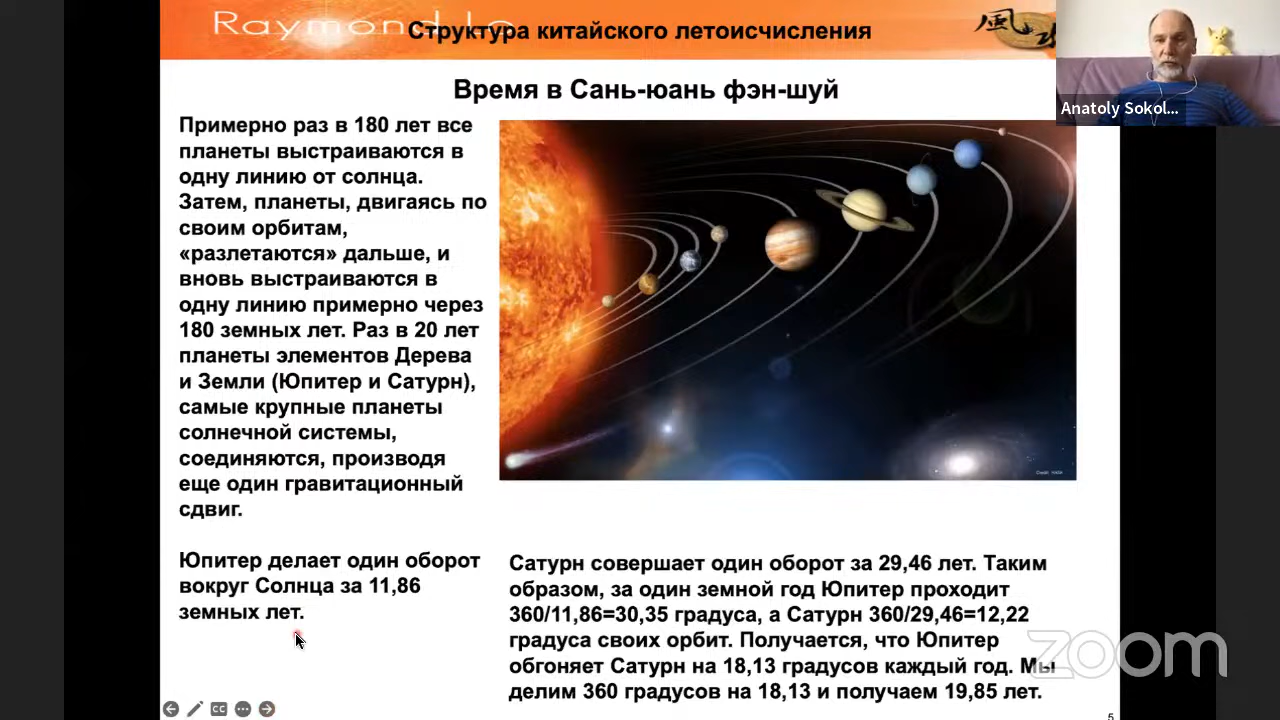 Raymond Lo
Структура китайского летоисчисления
Anatoly Sokol...
Время в Сань-юань фэн-шуй
Примерно раз в 180 лет все
планеты выстраиваются в
одну линию от солнца.
Затем, планеты, двигаясь по
своим орбитам,
«разлетаются» дальше, и
вновь выстраиваются в
одну линию примерно через
180 земных лет. Раз в 20 лет
планеты элементов Дерева
и Земли (Юпитер и Сатурн),
самые крупные планеты
солнечной системы,
соединяются, производя
еще один гравитационный
сдвиг.
Юпитер делает один оборот
вокруг Солнца за 11,86
земных лет.
Сатурн совершает один оборот за 29,46 лет. Таким
образом, за один земной год Юпитер проходит
360/11,86=30,35 градуса, а Сатурн 360/29,46=12,22
градуса своих орбит. Получается, что Юпитер
обгоняет Сатурн на 18,13 градусов каждый год. Мы
делим 360 градусов на 18,13 и получаем 19,85 лет.
zoom
CC
5